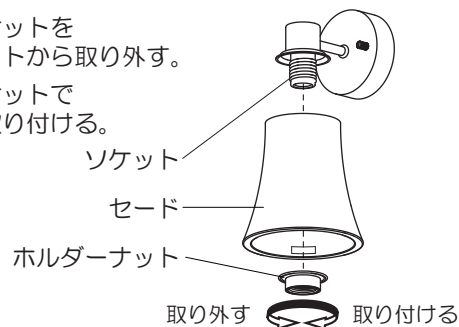 ットを
トから取り外す。
ットで
り付ける。
ソケット
セード
ホルダーナット
取り外す 取り付ける